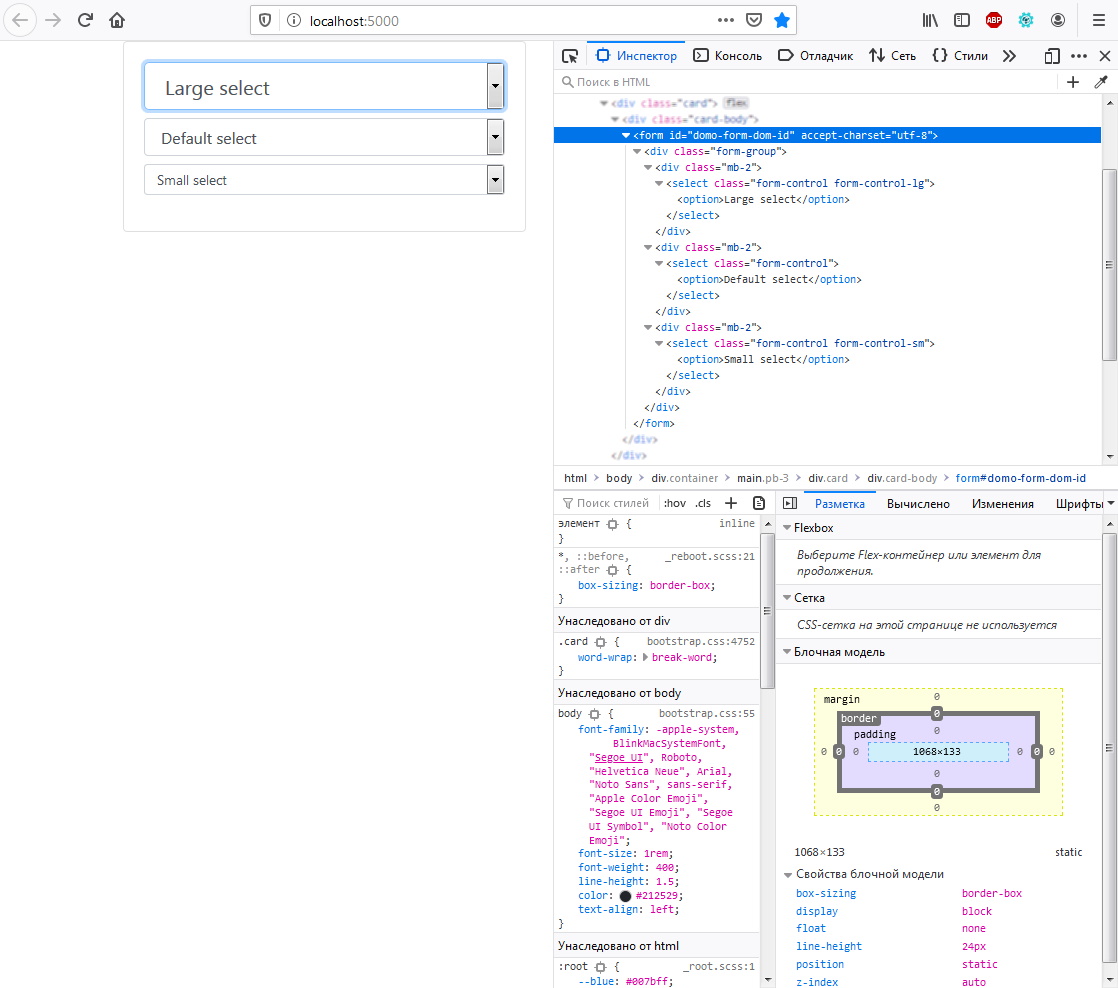 localhost:5000
ABP
Large select
Default select
Small select
Инспектор
Консоль
Отладчик
Сеть
{} Стили
Поиск в HTML
<div class="card"> flex
<div class="card-body">
<form id="domo-form-dom-id" accept-charset="utf-8">
<div class="form-group">
<div class="mb-2">
<select class="form-control form-control-lg">
<option>Large select</option>
</select>
</div>
<div class="mb-2">
<select class="form-control">
<option>Default select</option>
</select>
</div>
<div class="mb-2">
<select class="form-control form-control-sm">
<option>Small select</option>
</select>
</div>
</div>
</form>
</div>
</div>
html > body > div.container > main.pb-3 > div.card > div.card-body > form#domo-form-dom-id
Поиск стилей :hov .cls +
элемент { inline
}
*, ::before, _reboot.scss:21
::after {
box-sizing: border-box;
}
Унаследовано от div
.card { bootstrap.css:4752
word-wrap: break-word;
}
Унаследовано от body
body { bootstrap.css:55
font-family: -apple-system,
BlinkMacSystemFont,
"Segoe UI", Roboto,
"Helvetica Neue", Arial,
"Noto Sans", sans-serif,
"Apple Color Emoji",
"Segoe UI Emoji", "Segoe
UI Symbol", "Noto Color
Emoji";
font-size: 1rem;
font-weight: 400;
line-height: 1.5;
color: #212529;
text-align: left;
}
Унаследовано от html
:root { _root.scss:1
--blue: #007bff;
Разметка Вычислено Изменения Шрифты
Flexbox
Выберите Flex-контейнер или элемент для
продолжения.
Сетка
CSS-сетка на этой странице не используется
Блочная модель
margin 0
border 0
padding 0
0 0 0 1068×133 0 0 0
0
0
0
1068×133 static
Свойства блочной модели
box-sizing border-box
display block
float none
line-height 24px
position static
z-index auto